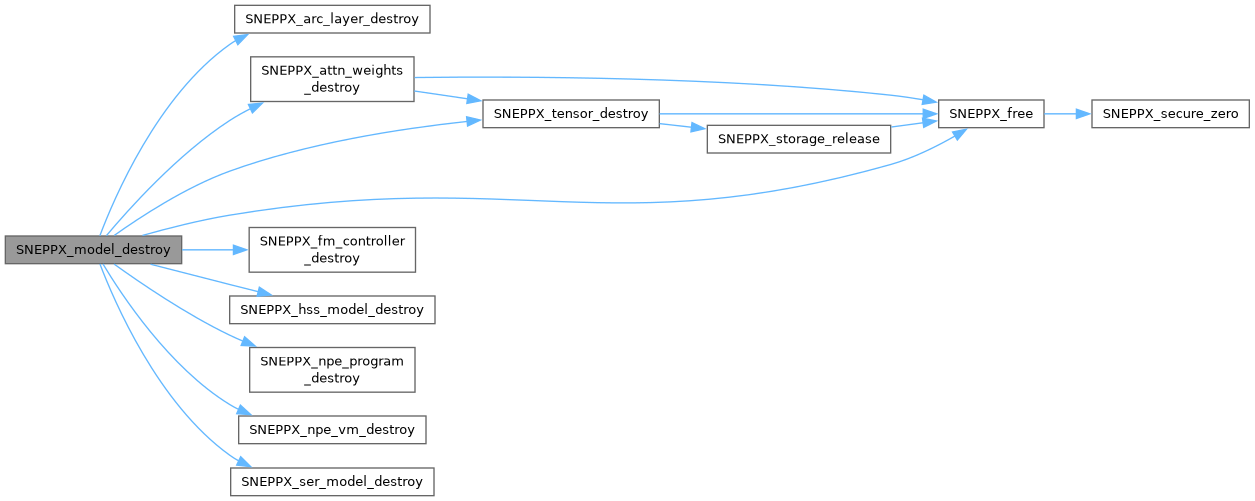 SNEPPX_arc_layer_destroy
SNEPPX_attn_weights
_destroy
SNEPPX_tensor_destroy
SNEPPX_free
SNEPPX_secure_zero
SNEPPX_storage_release
SNEPPX_model_destroy
SNEPPX_fm_controller
_destroy
SNEPPX_hss_model_destroy
SNEPPX_npe_program
_destroy
SNEPPX_npe_vm_destroy
SNEPPX_ser_model_destroy